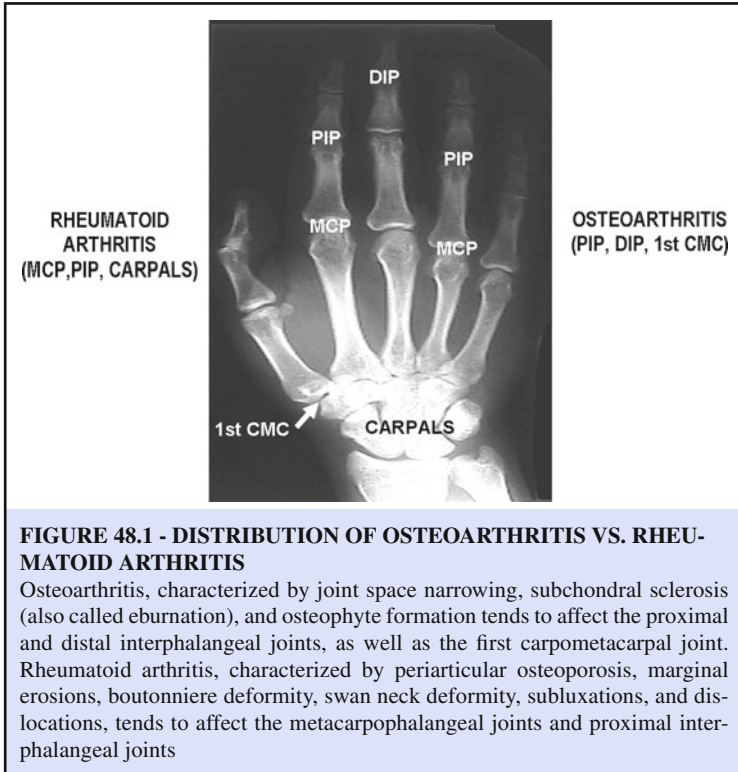 DIP
PIP
PIP
RHEUMATOID
ARTHRITIS
(MCP,PIP, CARPALS)
MCP
MCP
OSTEOARTHRITIS
(PIP, DIP, 1st CMC)
1st CMC
CARPALS
FIGURE 48.1 - DISTRIBUTION OF OSTEOARTHRITIS VS. RHEU-
MATOID ARTHRITIS
Osteoarthritis, characterized by joint space narrowing, subchondral sclerosis
(also called eburnation), and osteophyte formation tends to affect the proximal
and distal interphalangeal joints, as well as the first carpometacarpal joint.
Rheumatoid arthritis, characterized by periarticular osteoporosis, marginal
erosions, boutonniere deformity, swan neck deformity, subluxations, and dis-
locations, tends to affect the metacarpophalangeal joints and proximal inter-
phalangeal joints